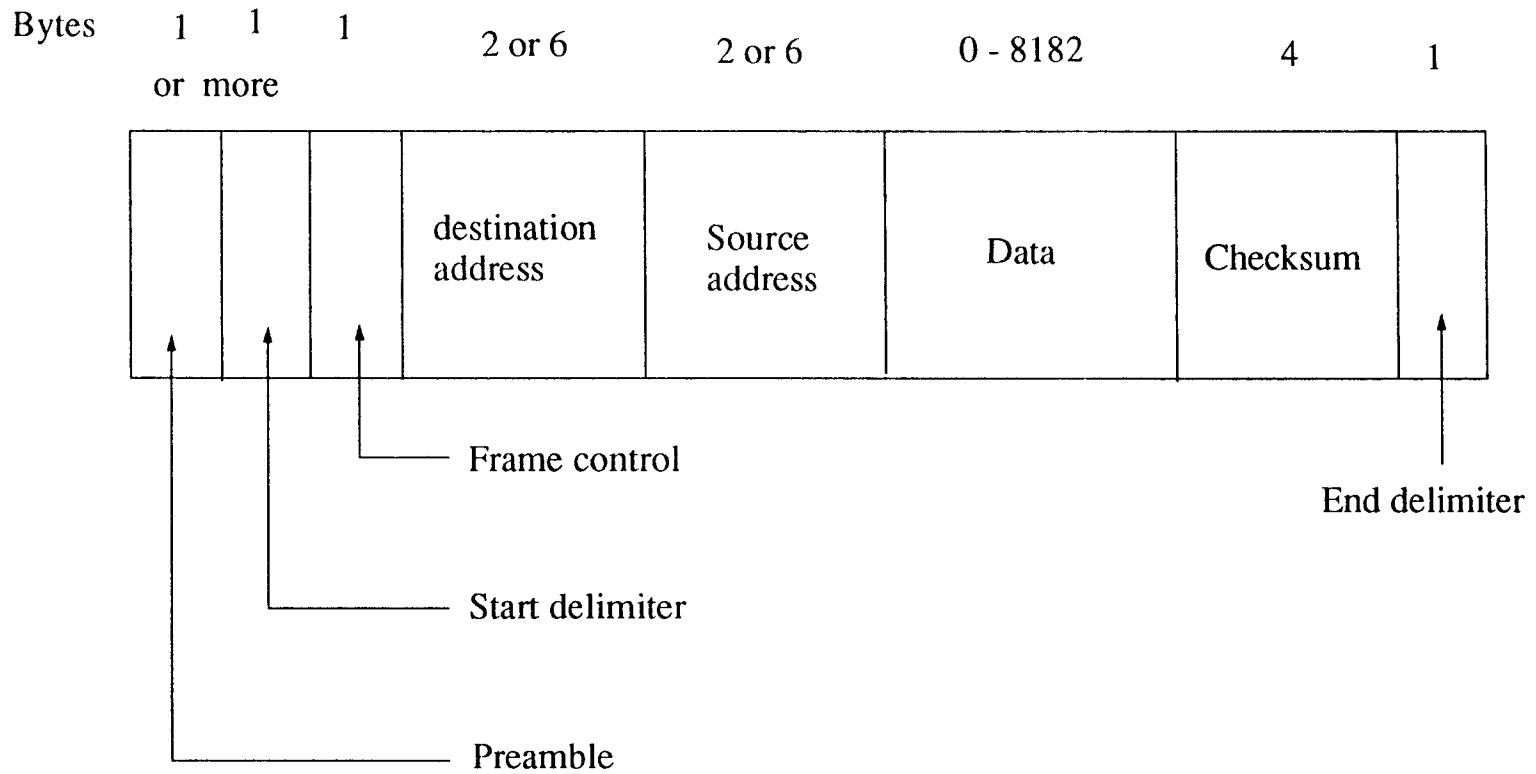 Bytes 1 1 1 2 or 6 2 or 6 0 - 8182 4 1
or more
destination
address
Source
address
Data
Checksum
Frame control
End delimiter
Start delimiter
Preamble